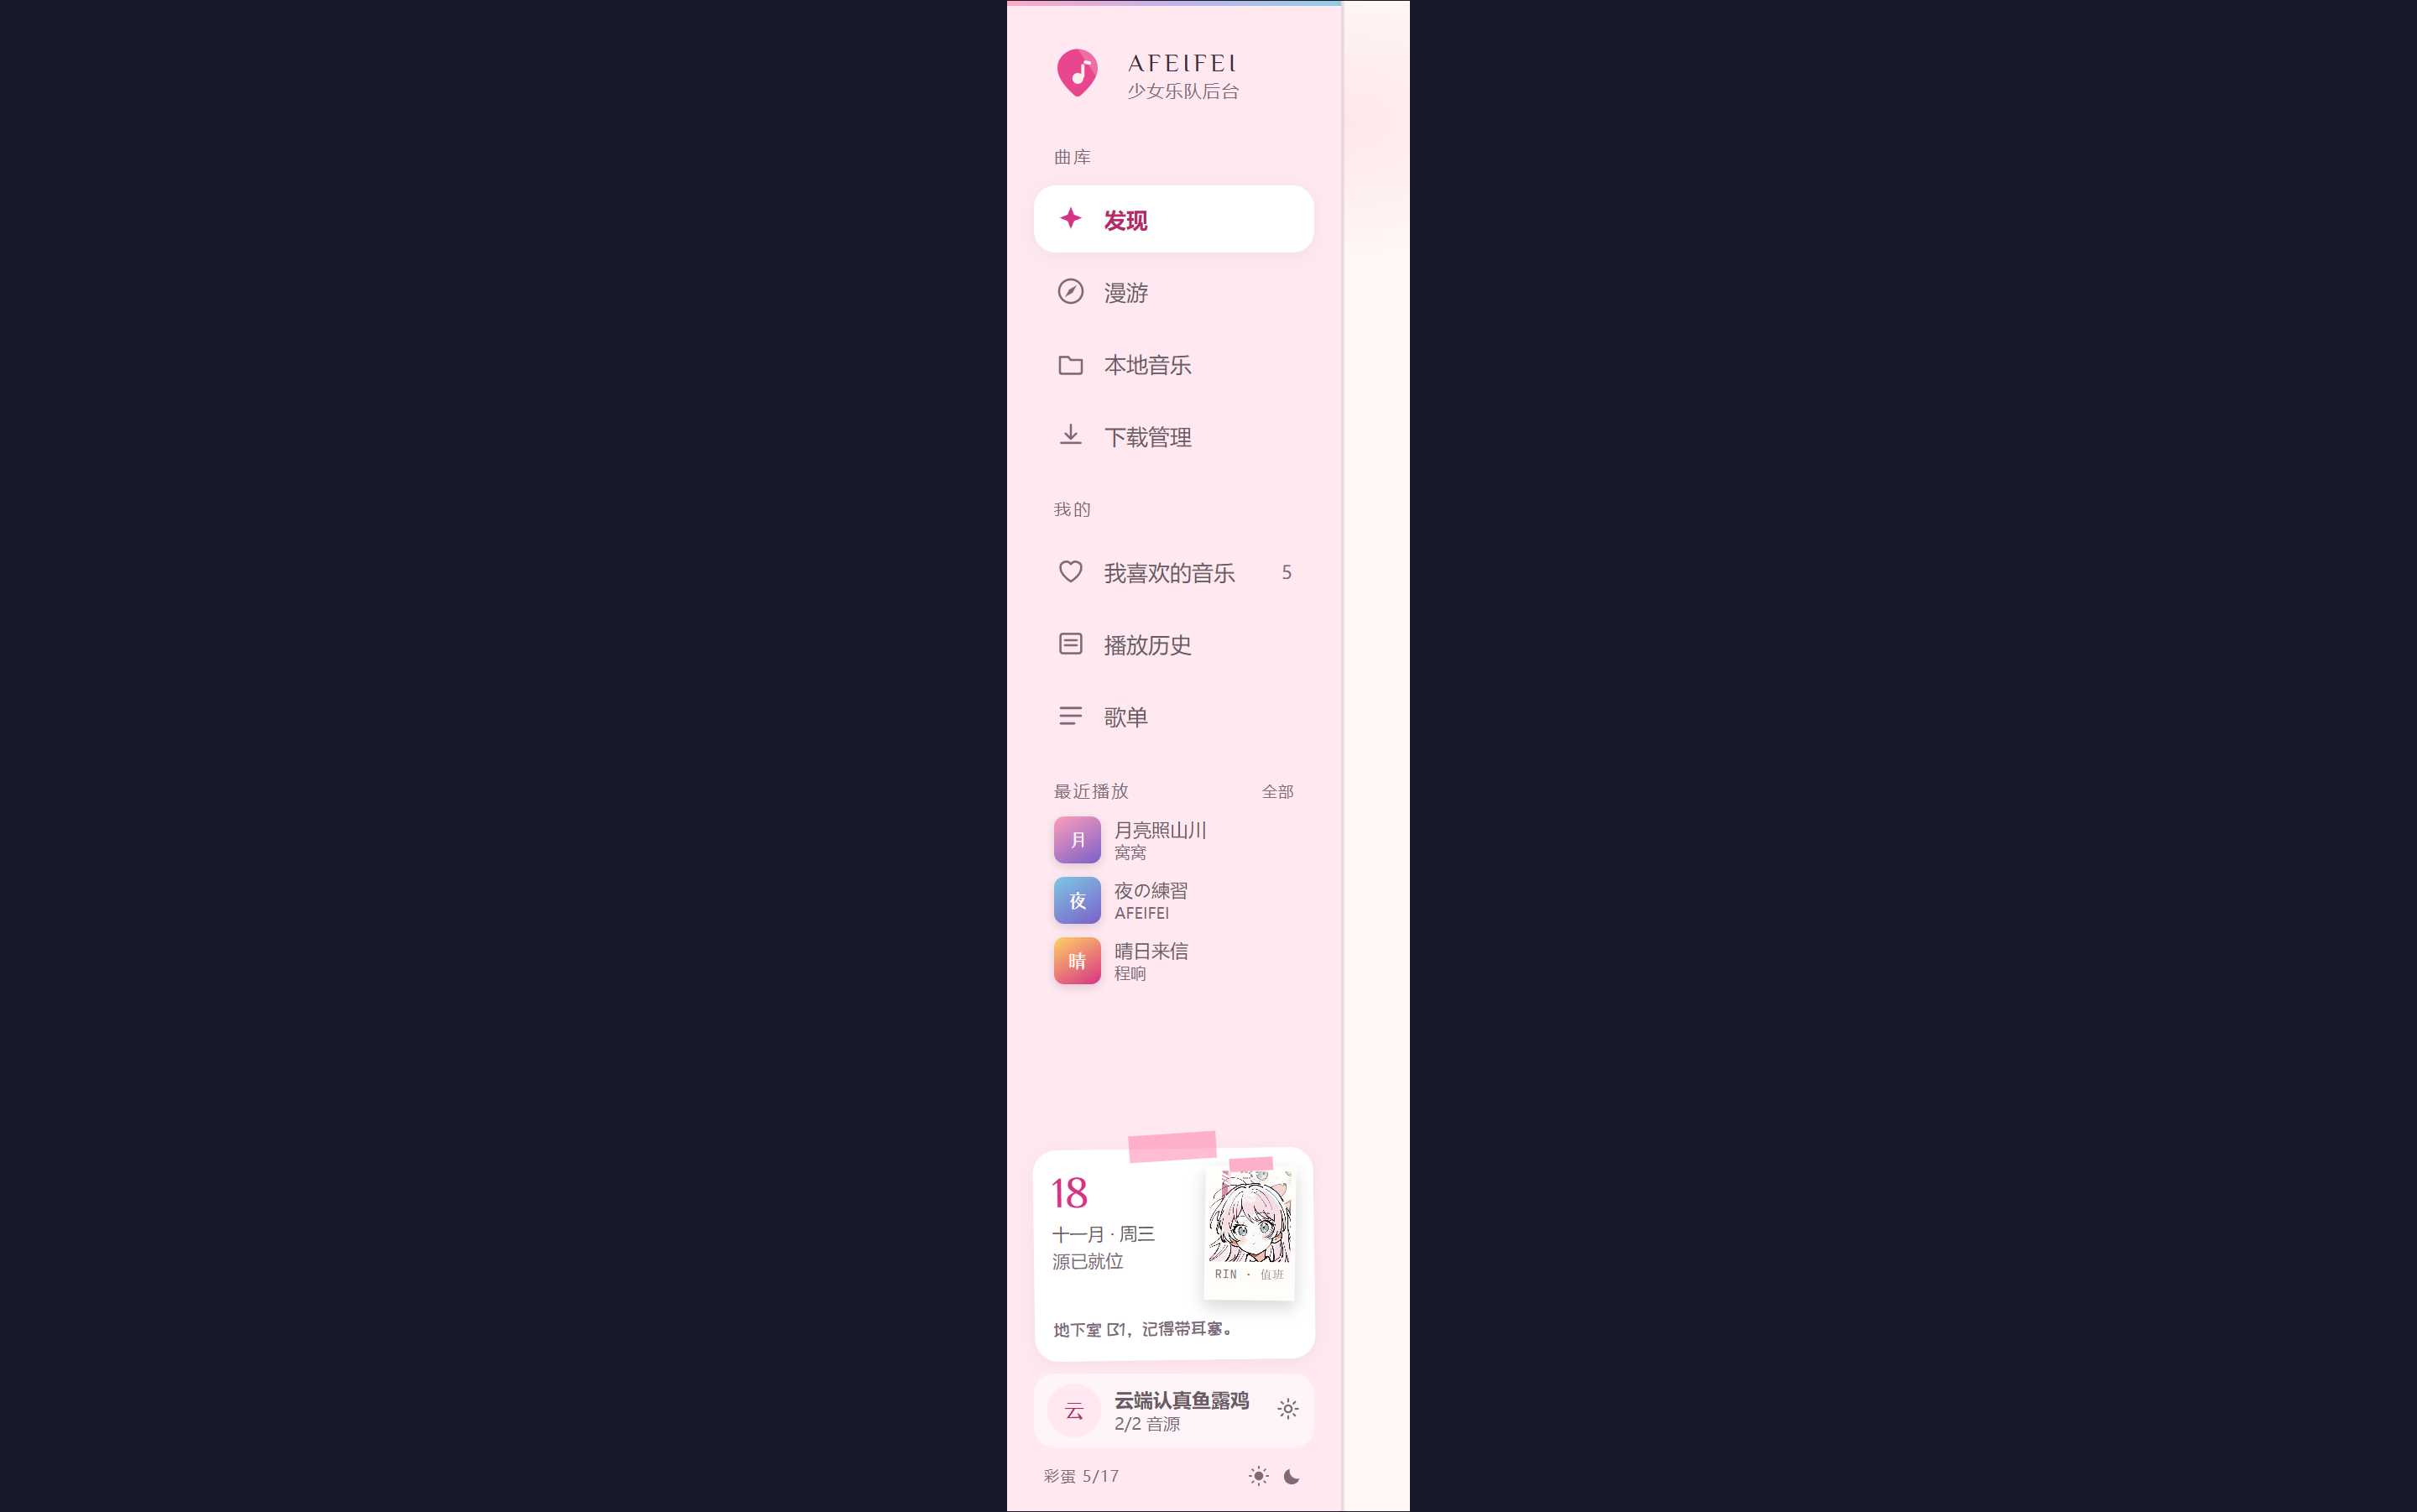 AFEIFEI
少女乐队后台
曲库
发现
漫游
本地音乐
下载管理
我的
我喜欢的音乐 5
播放历史
歌单
最近播放 全部
月
月亮照山川
窝窝
夜
夜の練習
AFEIFEI
晴
晴日来信
程响
18
十一月 · 周三
源已就位
RIN · 值班
地下室 B1，记得带耳塞。
云
云端认真鱼露鸡
2/2 音源
彩蛋 5/17